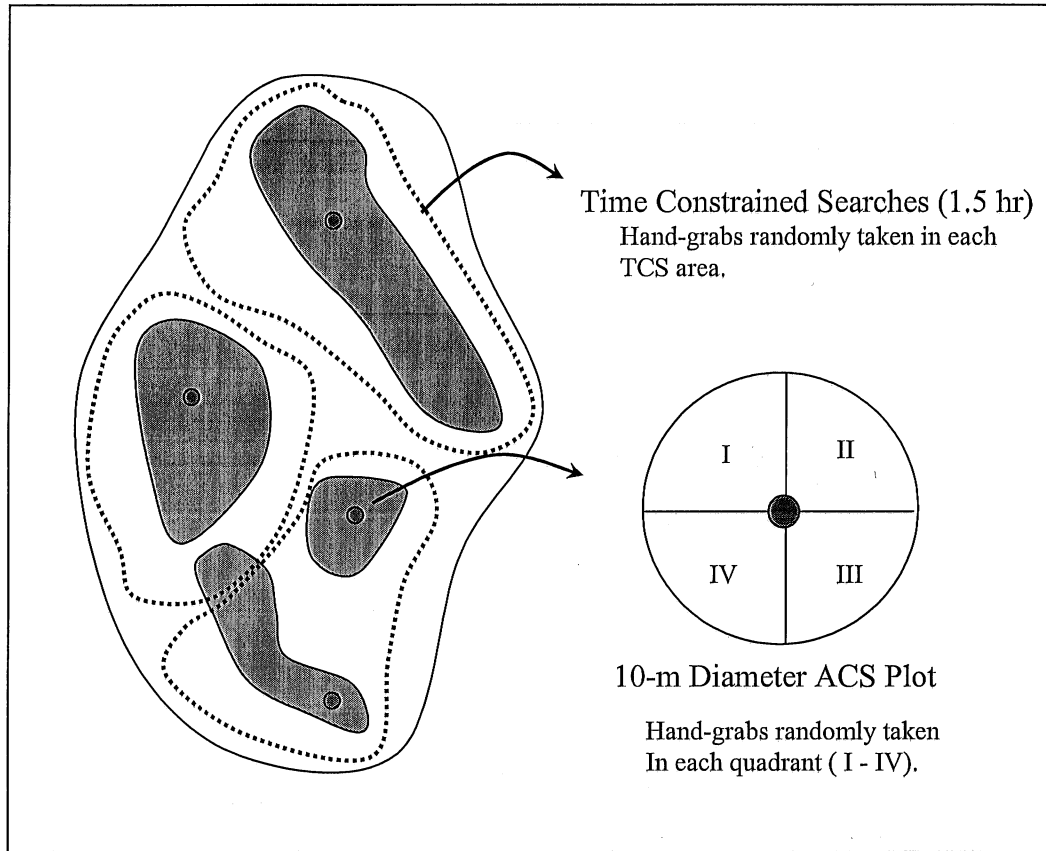 Time Constrained Searches (1.5 hr)
Hand-grabs randomly taken in each
TCS area.
I
II
IV
III
10-m Diameter ACS Plot
Hand-grabs randomly taken
In each quadrant ( I - IV).